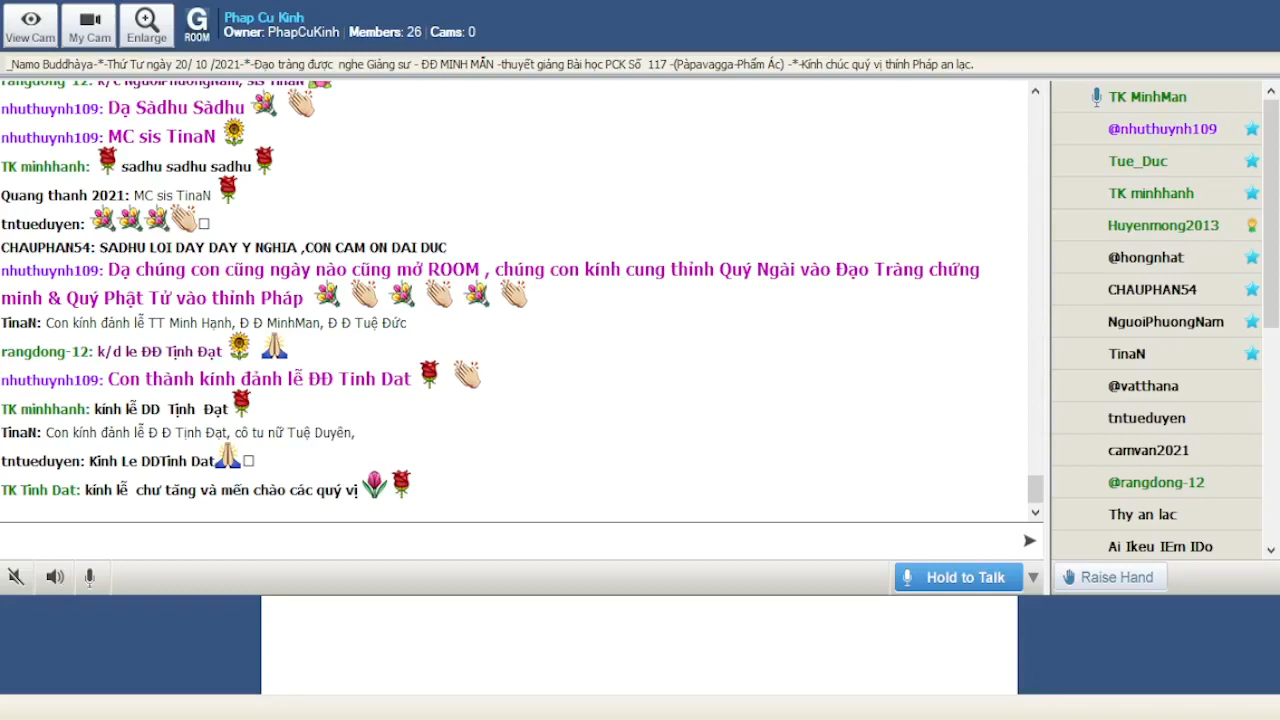 View Cam
My Cam
Enlarge
G
ROOM
Phap Cu Kinh
Owner: PhapCuKinh | Members: 26 | Cams: 0
_Namo Buddhàya-*-Thứ Tư ngày 20/ 10 /2021-*-Đạo tràng được nghe Giảng sư - ĐĐ MINH MẪN -thuyết giảng Bài học PCK Số 117 -(Pàpavagga-Phẩm Ác) -*-Kính chúc quý vị thính Pháp an lạc.
rangdong-12: k/c NguoiPhuongNam, sis TinaN
nhuthuynh109: Dạ Sàdhu Sàdhu
nhuthuynh109: MC sis TinaN
TK minhhanh: sadhu sadhu sadhu
Quang thanh 2021: MC sis TinaN
tntueduyen:
CHAUPHAN54: SADHU LOI DAY DAY Y NGHIA ,CON CAM ON DAI DUC
nhuthuynh109: Dạ chúng con cũng ngày nào cũng mở ROOM , chúng con kính cung thỉnh Quý Ngài vào Đạo Tràng chứng
minh & Quý Phật Tử vào thỉnh Pháp
TinaN: Con kính đảnh lễ TT Minh Hạnh, Đ Đ MinhMan, Đ Đ Tuệ Đức
rangdong-12: k/d le ĐĐ Tịnh Đạt
nhuthuynh109: Con thành kính đảnh lễ ĐĐ Tinh Dat
TK minhhanh: kính lễ DD Tịnh Đạt
TinaN: Con kính đảnh lễ Đ Đ Tịnh Đạt, cô tu nữ Tuệ Duyên,
tntueduyen: Kinh Le DDTinh Dat
TK Tinh Dat: kính lễ chư tăng và mến chào các quý vị
Hold to Talk
TK MinhMan
@nhuthuynh109
Tue_Duc
TK minhhanh
Huyenmong2013
@hongnhat
CHAUPHAN54
NguoiPhuongNam
TinaN
@vatthana
tntueduyen
camvan2021
@rangdong-12
Thy an lac
Ai Ikeu IEm IDo
Raise Hand